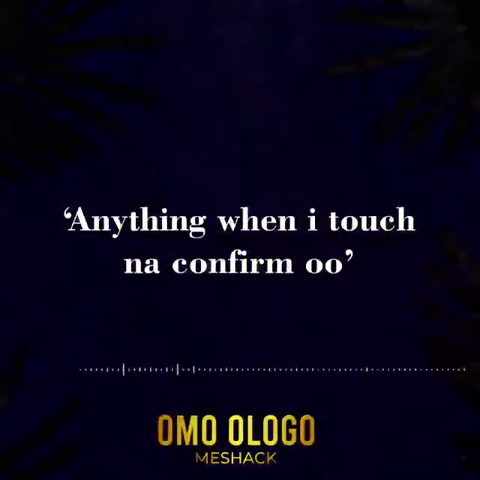 ‘Anything when i touch
na confirm oo’
OMO OLOGO
MESHACK